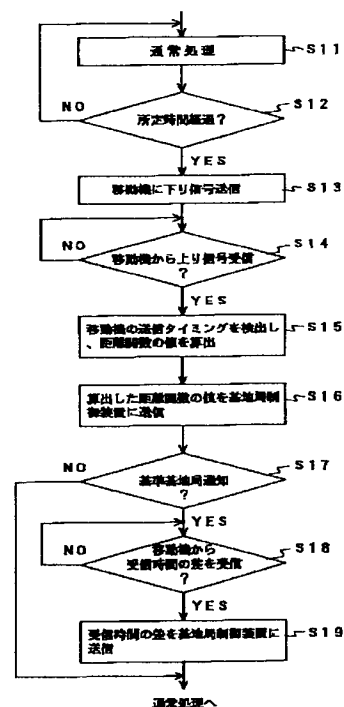 通常処理
S11
NO
所定時間経過?
S12
YES
移動機に下り信号送信
S13
NO
移動機から上り信号受信
?
S14
YES
移動機の送信タイミングを検出し
、距離関数の値を算出
S15
算出した距離関数の値を基地局制
御装置に送信
S16
NO
基準基地局通知
?
S17
YES
NO
移動機から
受信時間の差を受信
?
S18
YES
受信時間の差を基地局制御装置に
送信
S19
通常処理へ